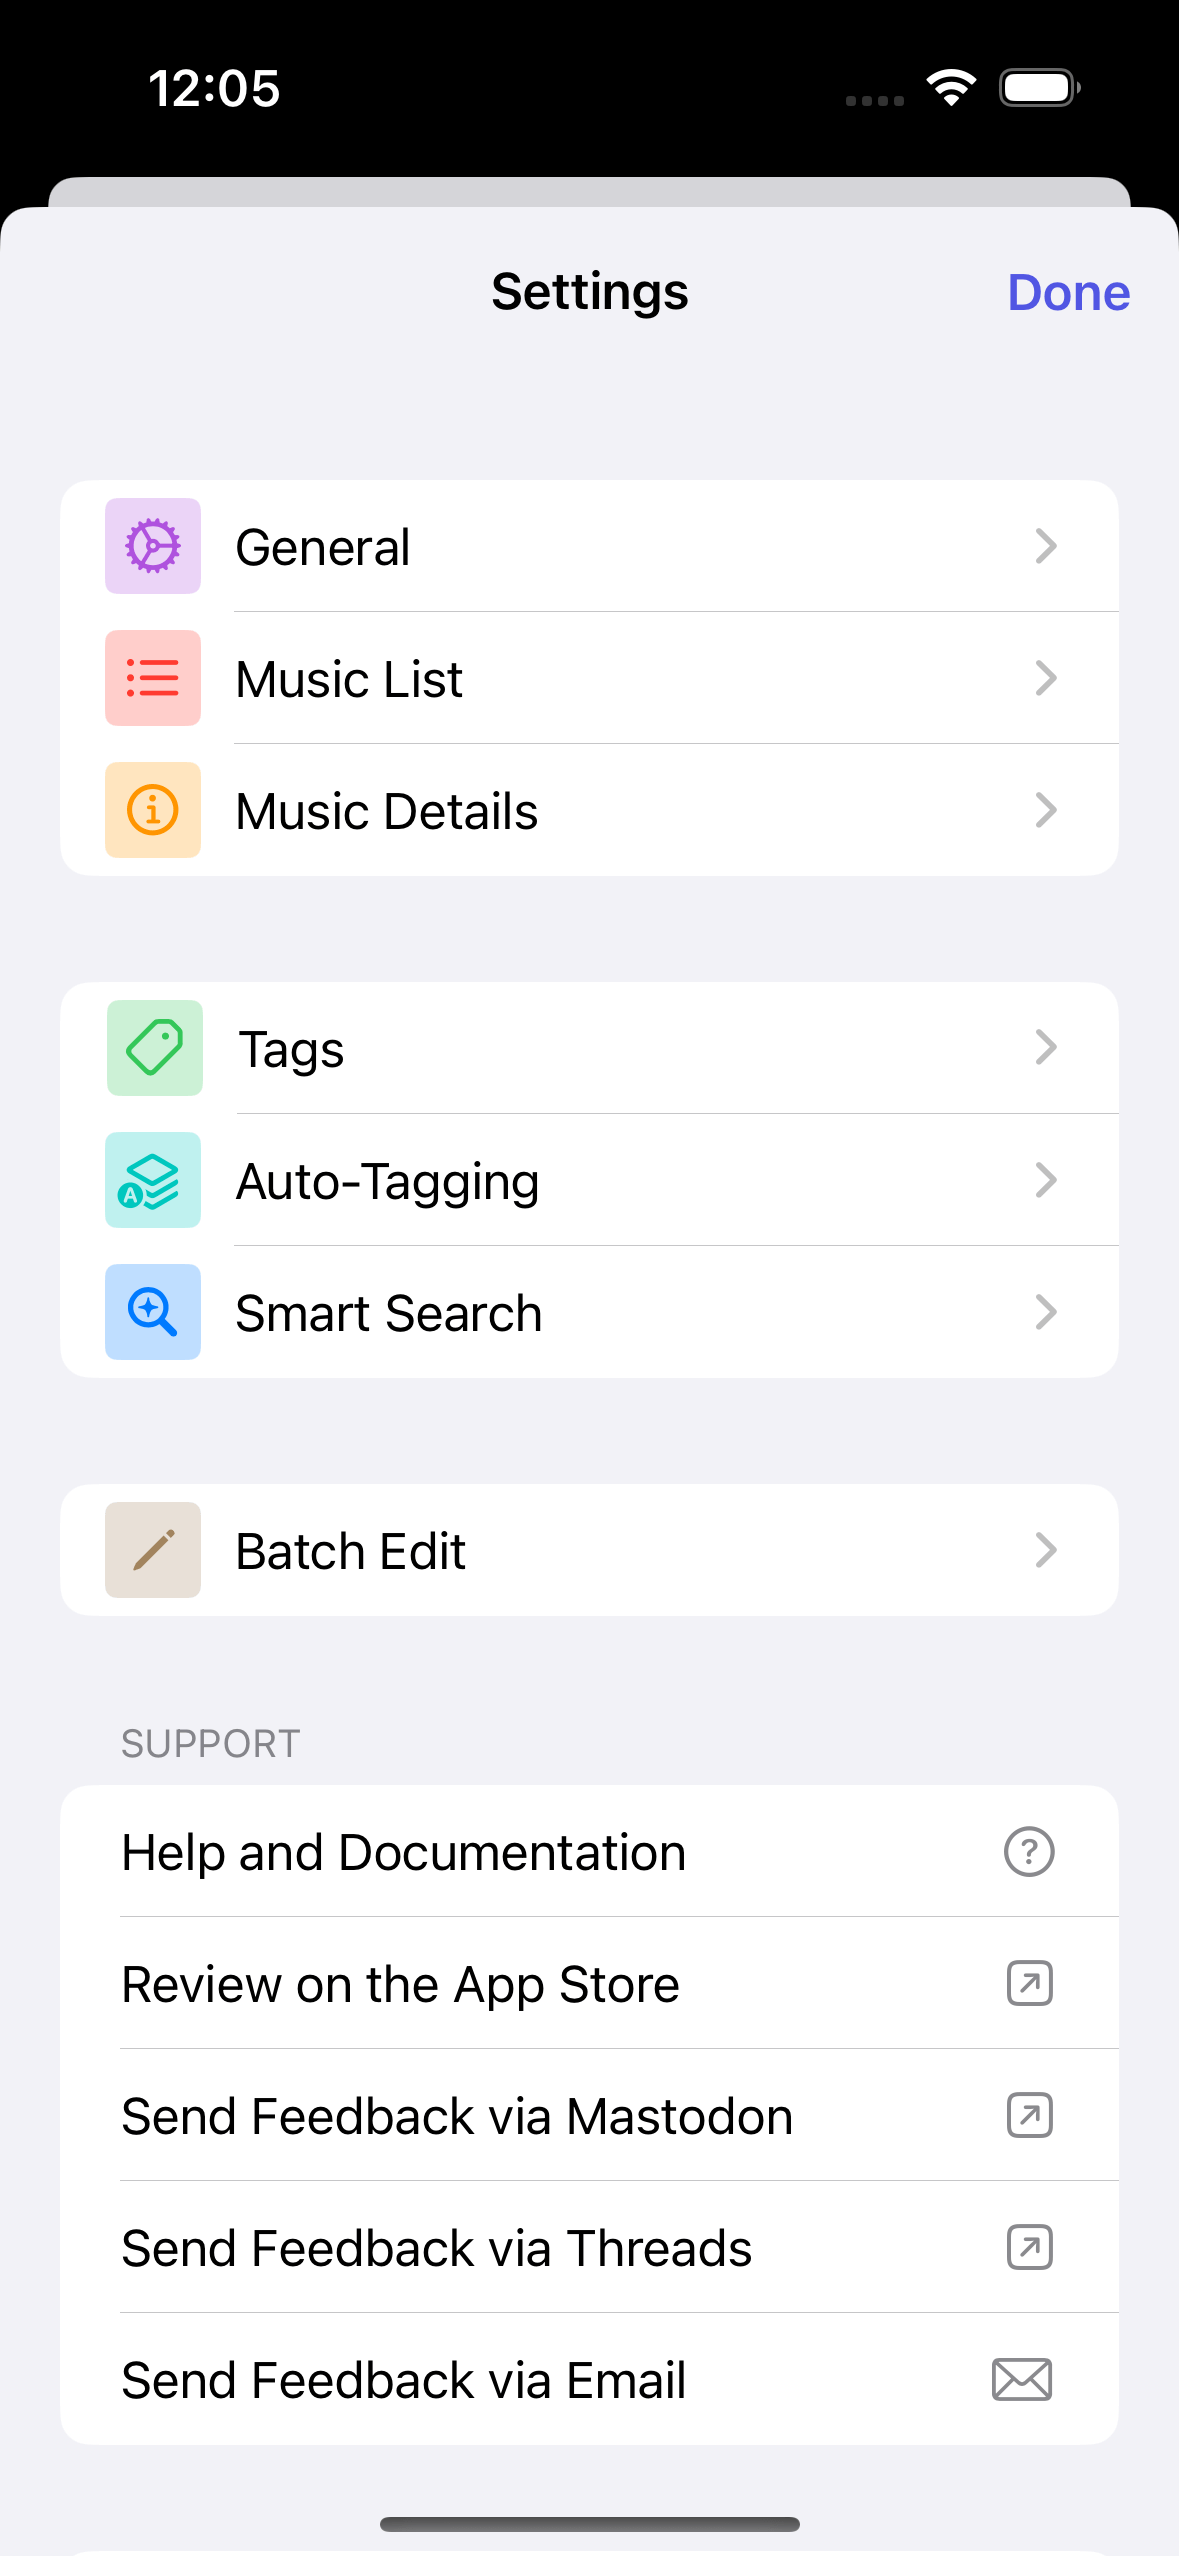 12:05
Settings
Done
General
Music List
Music Details
Tags
Auto-Tagging
A
Smart Search
Batch Edit
SUPPORT
Help and Documentation
?
Review on the App Store
Send Feedback via Mastodon
Send Feedback via Threads
Send Feedback via Email